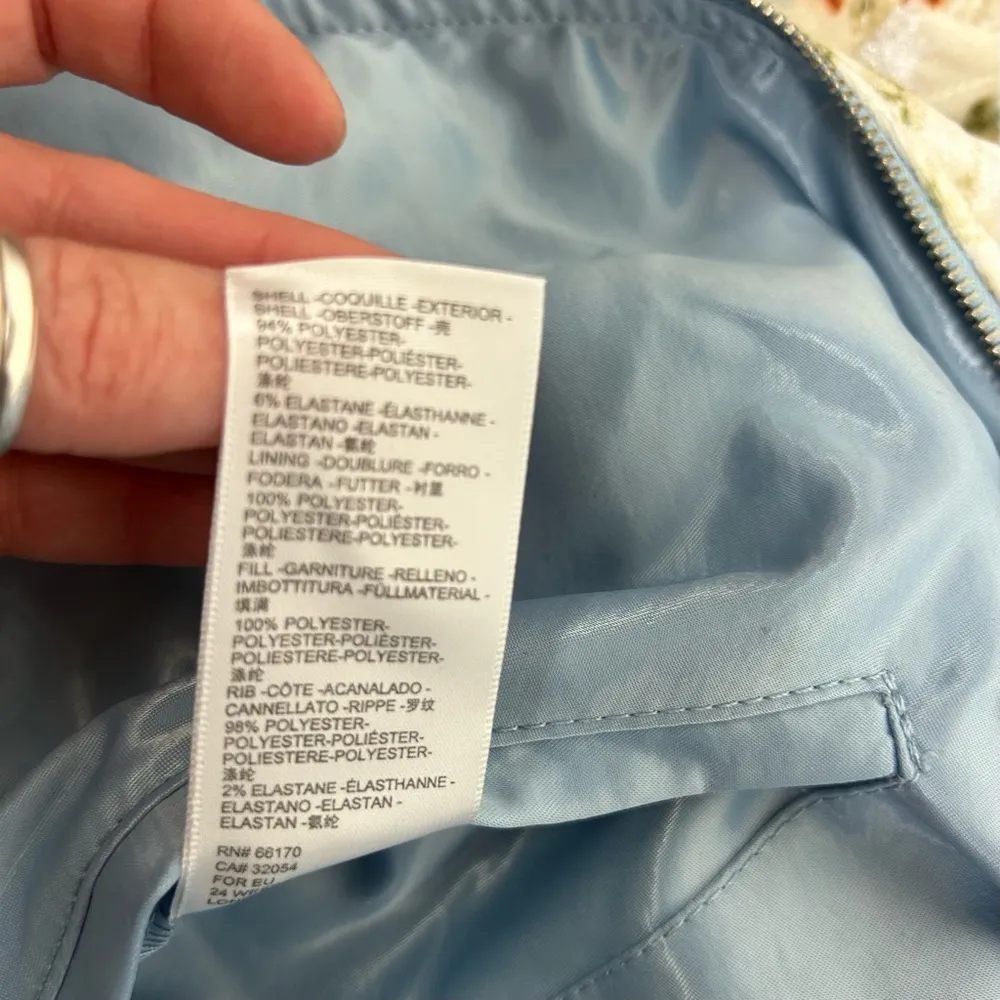 SHELL -COQUILLE -EXTERIOR -
SHELL -OBERSTOFF -壳
94% POLYESTER-
POLYESTER-POLIÉSTER-
POLIESTERE-POLYESTER-
涤纶
6% ELASTANE -ÉLASTHANNE -
ELASTANO -ELASTAN -
ELASTAN -氨纶
LINING -DOUBLURE -FORRO -
FODERA -FUTTER -衬里
100% POLYESTER-
POLYESTER-POLIÉSTER-
POLIESTERE-POLYESTER-
涤纶
FILL -GARNITURE -RELLENO -
IMBOTTITURA -FÜLLMATERIAL -
填满
100% POLYESTER-
POLYESTER-POLIÉSTER-
POLIESTERE-POLYESTER-
涤纶
RIB -CÔTE -ACANALADO -
CANNELLATO -RIPPE -罗纹
98% POLYESTER-
POLYESTER-POLIÉSTER-
POLIESTERE-POLYESTER-
涤纶
2% ELASTANE -ÉLASTHANNE -
ELASTANO -ELASTAN -
ELASTAN -氨纶
RN# 66170
CA# 32054
FOR EU
24